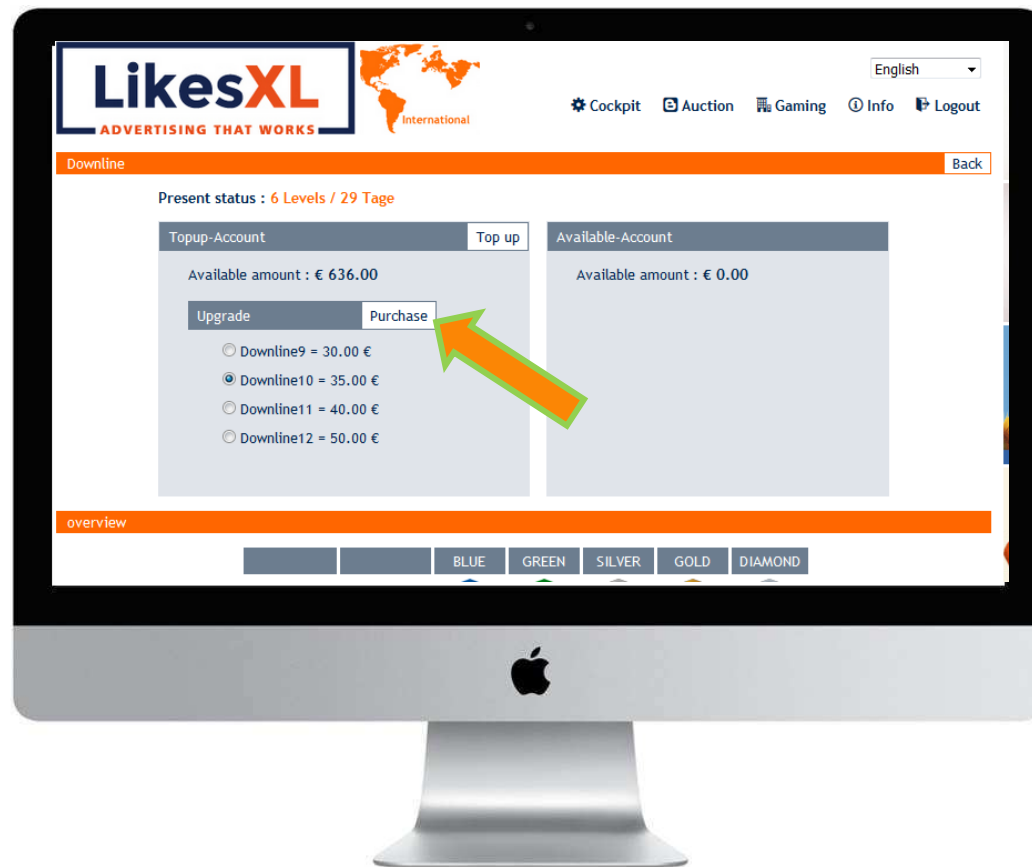 LikesXL
ADVERTISING THAT WORKS
International
English
Cockpit Auction Gaming Info Logout
Downline Back
Present status : 6 Levels / 29 Tage
Topup-Account Top up
Available amount : € 636.00
Upgrade Purchase
Downline9 = 30.00 €
Downline10 = 35.00 €
Downline11 = 40.00 €
Downline12 = 50.00 €
Available-Account
Available amount : € 0.00
overview
BLUE GREEN SILVER GOLD DIAMOND